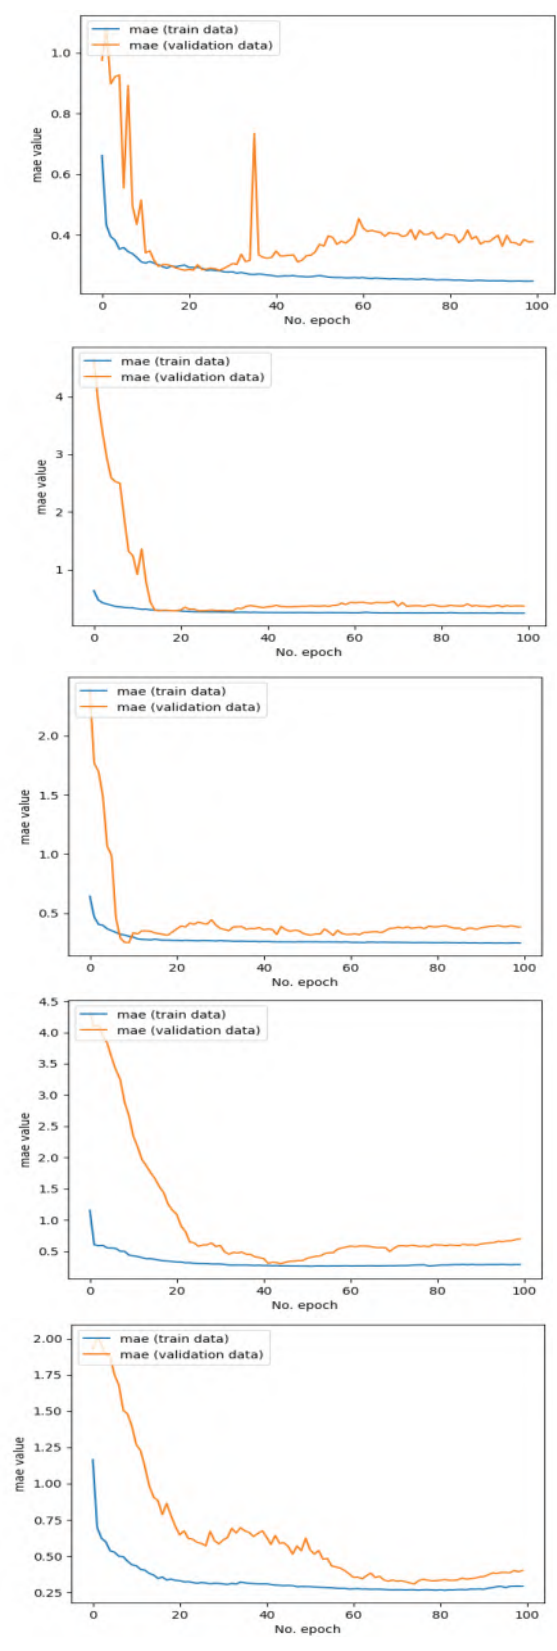 mae (train data)
mae (validation data)
1.0
0.8
0.6
0.4
mae value
0 20 40 60 80 100
No. epoch
mae (train data)
mae (validation data)
4
3
2
1
mae value
0 20 40 60 80 100
No. epoch
mae (train data)
mae (validation data)
2.0
1.5
1.0
0.5
mae value
0 20 40 60 80 100
No. epoch
4.5
mae (train data)
mae (validation data)
4.0
3.5
3.0
2.5
2.0
1.5
1.0
0.5
mae value
0 20 40 60 80 100
No. epoch
mae (train data)
mae (validation data)
2.00
1.75
1.50
1.25
1.00
0.75
0.50
0.25
mae value
0 20 40 60 80 100
No. epoch